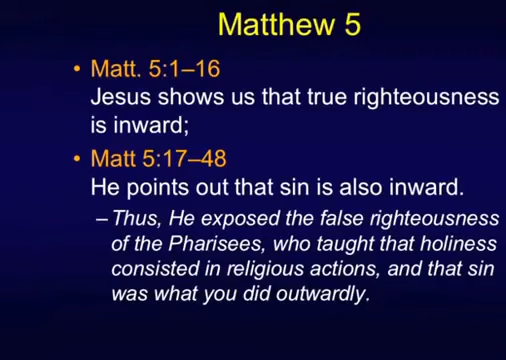 Matthew 5
• Matt. 5:1–16
Jesus shows us that true righteousness
is inward;
• Matt 5:17–48
He points out that sin is also inward.
– Thus, He exposed the false righteousness
of the Pharisees, who taught that holiness
consisted in religious actions, and that sin
was what you did outwardly.